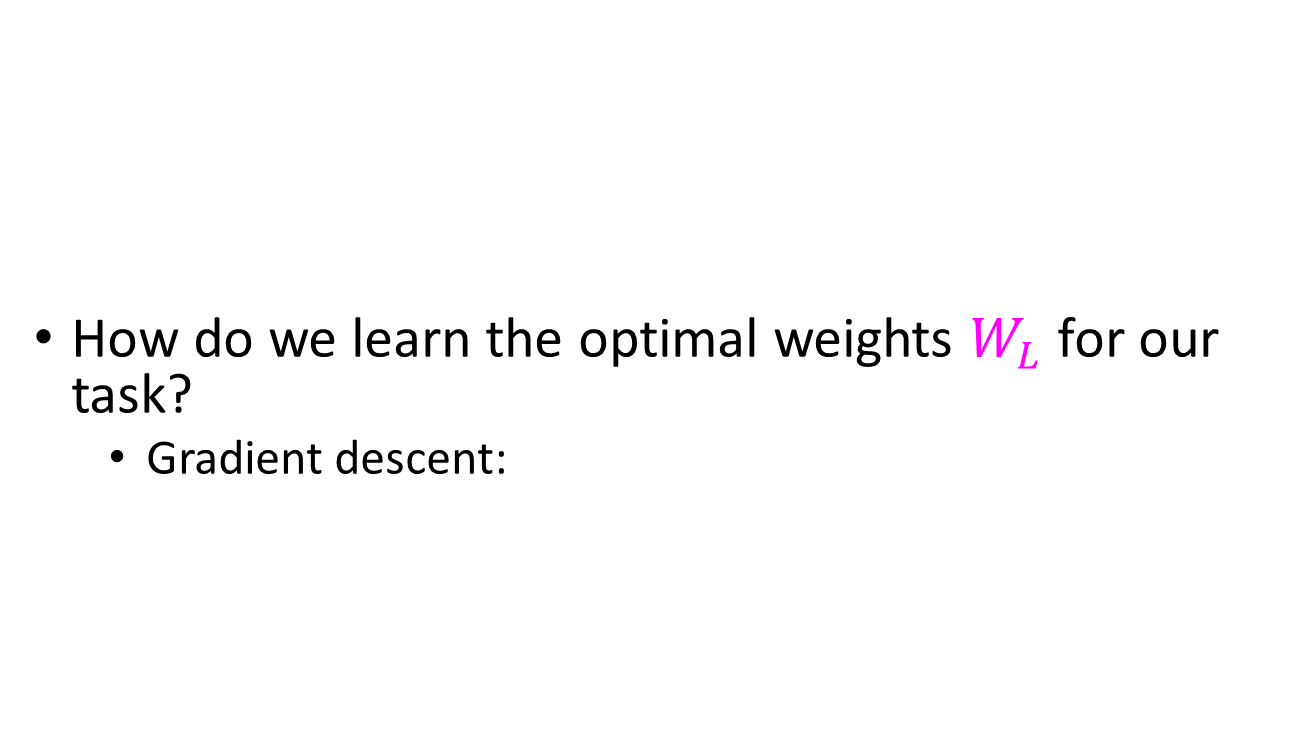 • How do we learn the optimal weights $W_L$ for our
task?
• Gradient descent: